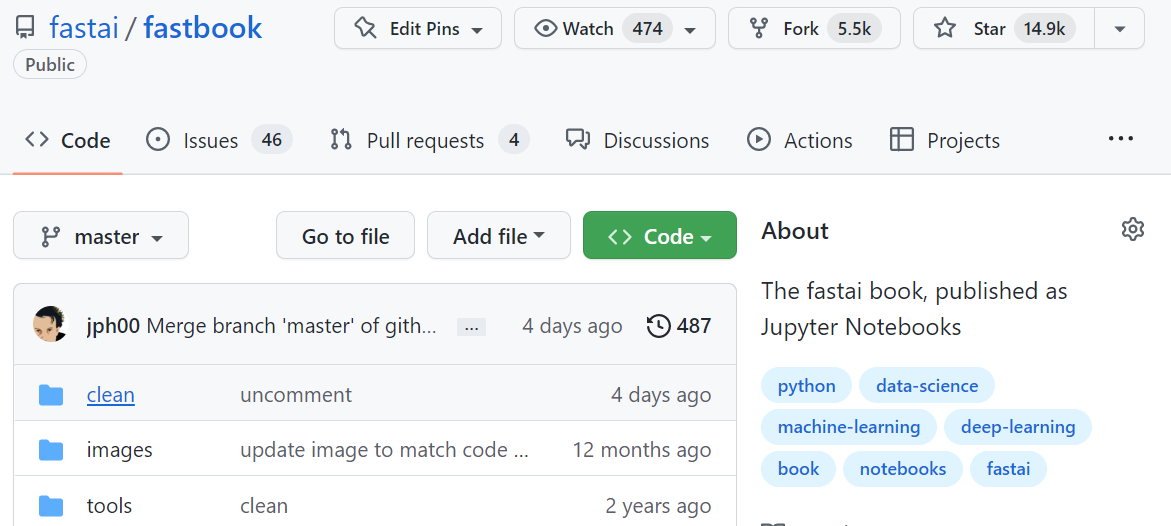 fastai / fastbook
Edit Pins
Watch 474
Fork 5.5k
Star 14.9k
Public
Code
Issues 46
Pull requests 4
Discussions
Actions
Projects
master
Go to file
Add file
Code
About
The fastai book, published as
Jupyter Notebooks
jph00 Merge branch 'master' of gith... ... 4 days ago 487
clean uncomment 4 days ago
images update image to match code ... 12 months ago
tools clean 2 years ago
python data-science
machine-learning deep-learning
book notebooks fastai